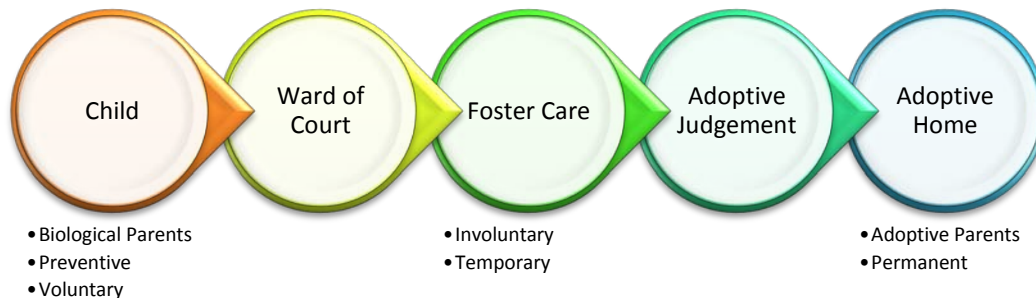 Child
Ward of
Court
Foster Care
Adoptive
Judgement
Adoptive
Home
•Biological Parents
•Preventive
•Voluntary
•Involuntary
•Temporary
•Adoptive Parents
•Permanent